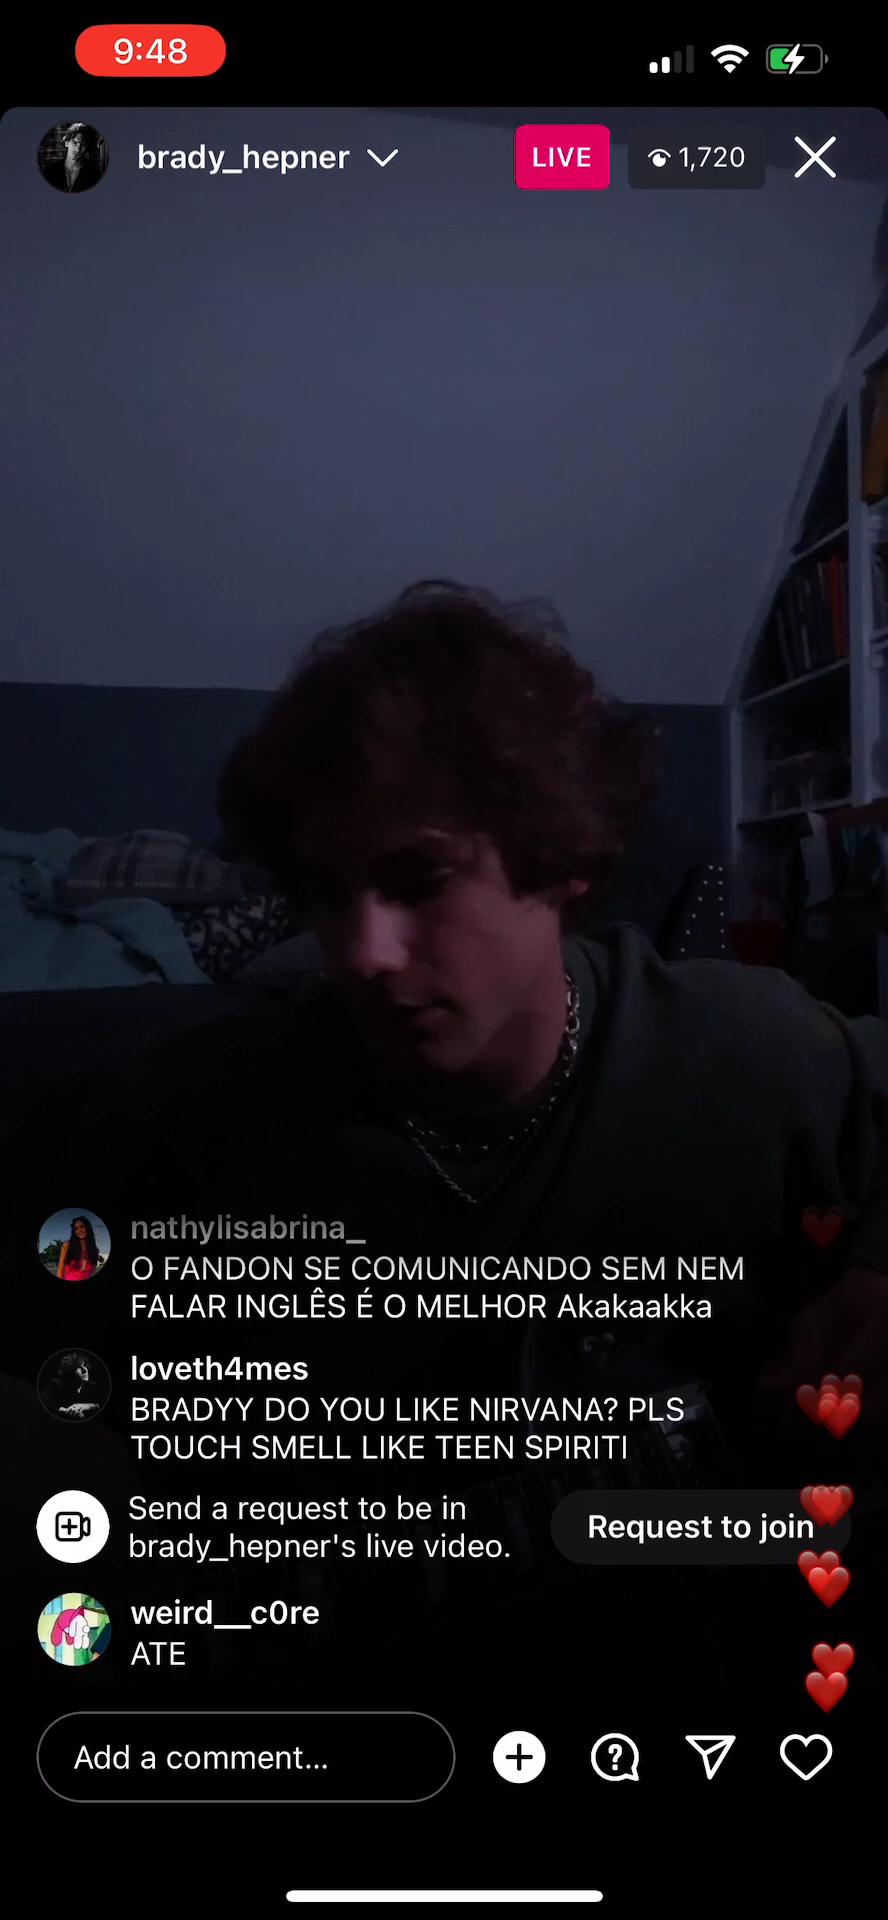 9:48
brady_hepner
LIVE
1,720
nathylisabrina_
O FANDON SE COMUNICANDO SEM NEM
FALAR INGLÊS É O MELHOR Akakaakka
loveth4mes
BRADYY DO YOU LIKE NIRVANA? PLS
TOUCH SMELL LIKE TEEN SPIRITI
Send a request to be in
brady_hepner's live video.
Request to join
weird__c0re
ATE
Add a comment...